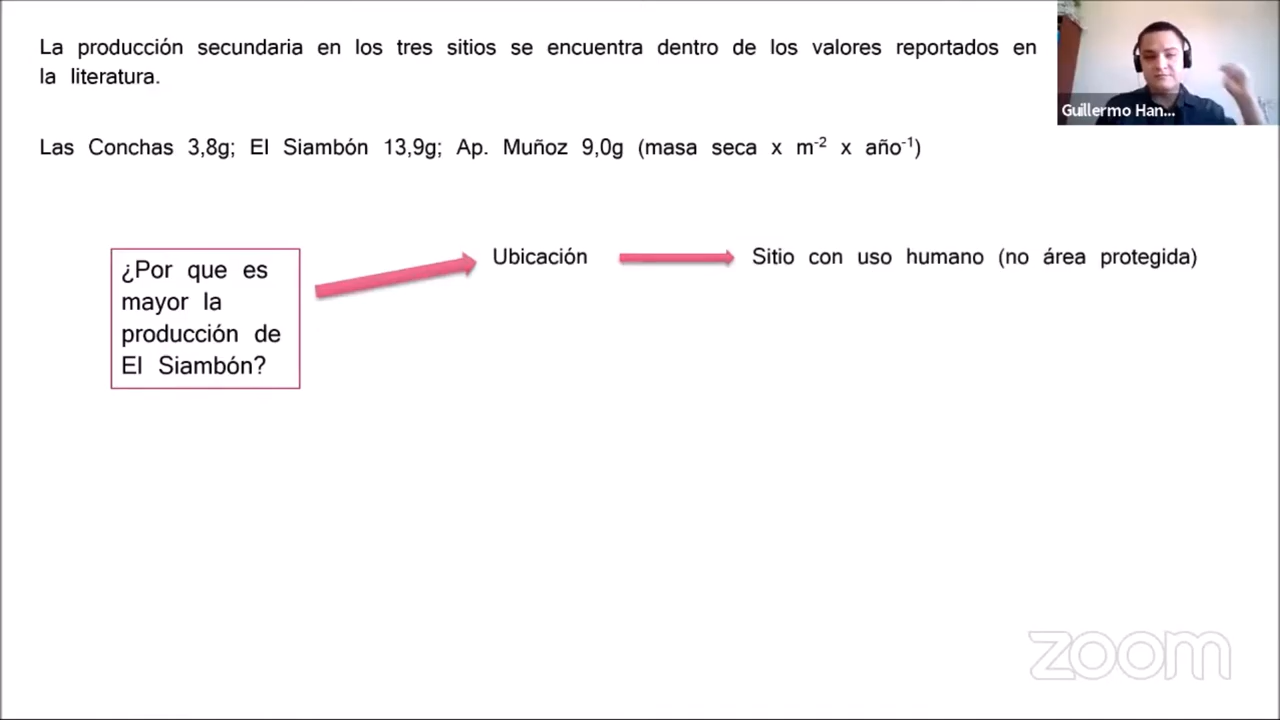 La producción secundaria en los tres sitios se encuentra dentro de los valores reportados en
la literatura.
Guillermo Han...
Las Conchas 3,8g; El Siambón 13,9g; Ap. Muñoz 9,0g (masa seca x m⁻² x año⁻¹)
¿Por que es
mayor la
producción de
El Siambón?
Ubicación
Sitio con uso humano (no área protegida)
zoom